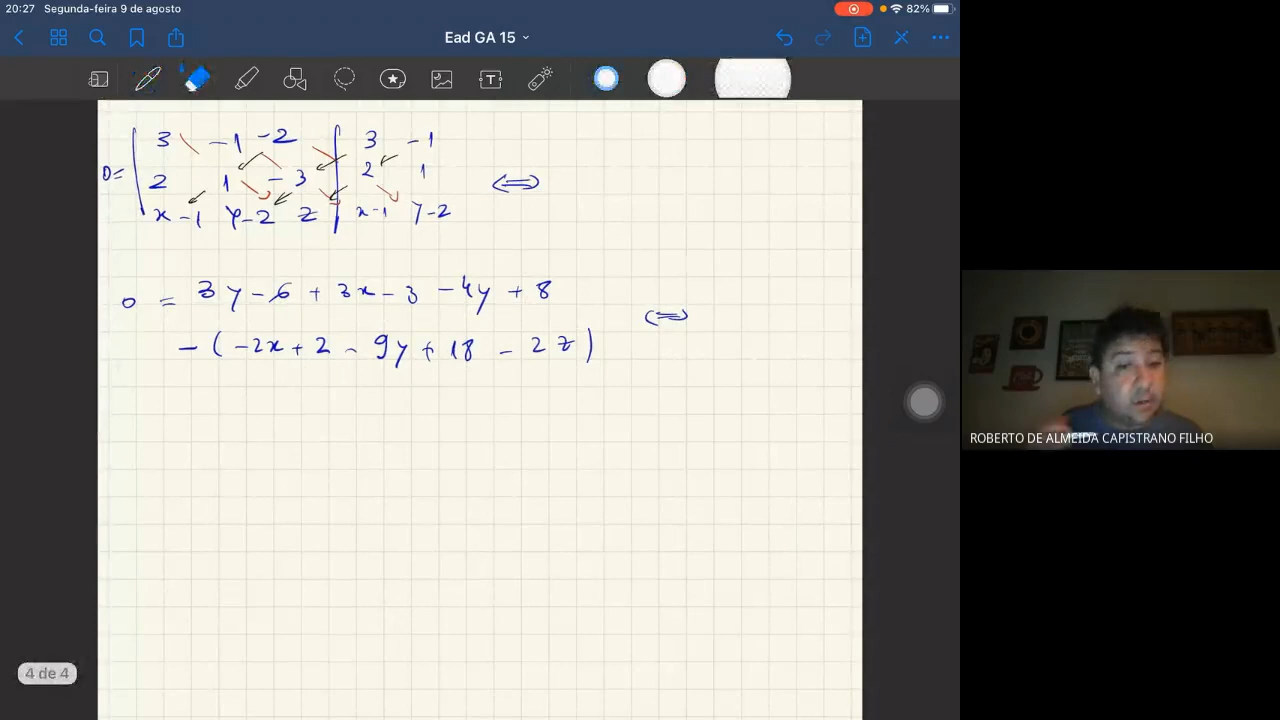 20:27 Segunda-feira 9 de agosto
82%
Ead GA 15
T
3 -1 -2 3 -1
0= 2 1 -3 2 1 ⟺
x-1 y-2 z x-1 y-2
0 = 3y - 6 + 3x - 3 - 4y + 8
- ( -2x + 2 - 9y + 18 - 2z ) ⟺
ROBERTO DE ALMEIDA CAPISTRANO FILHO
4 de 4